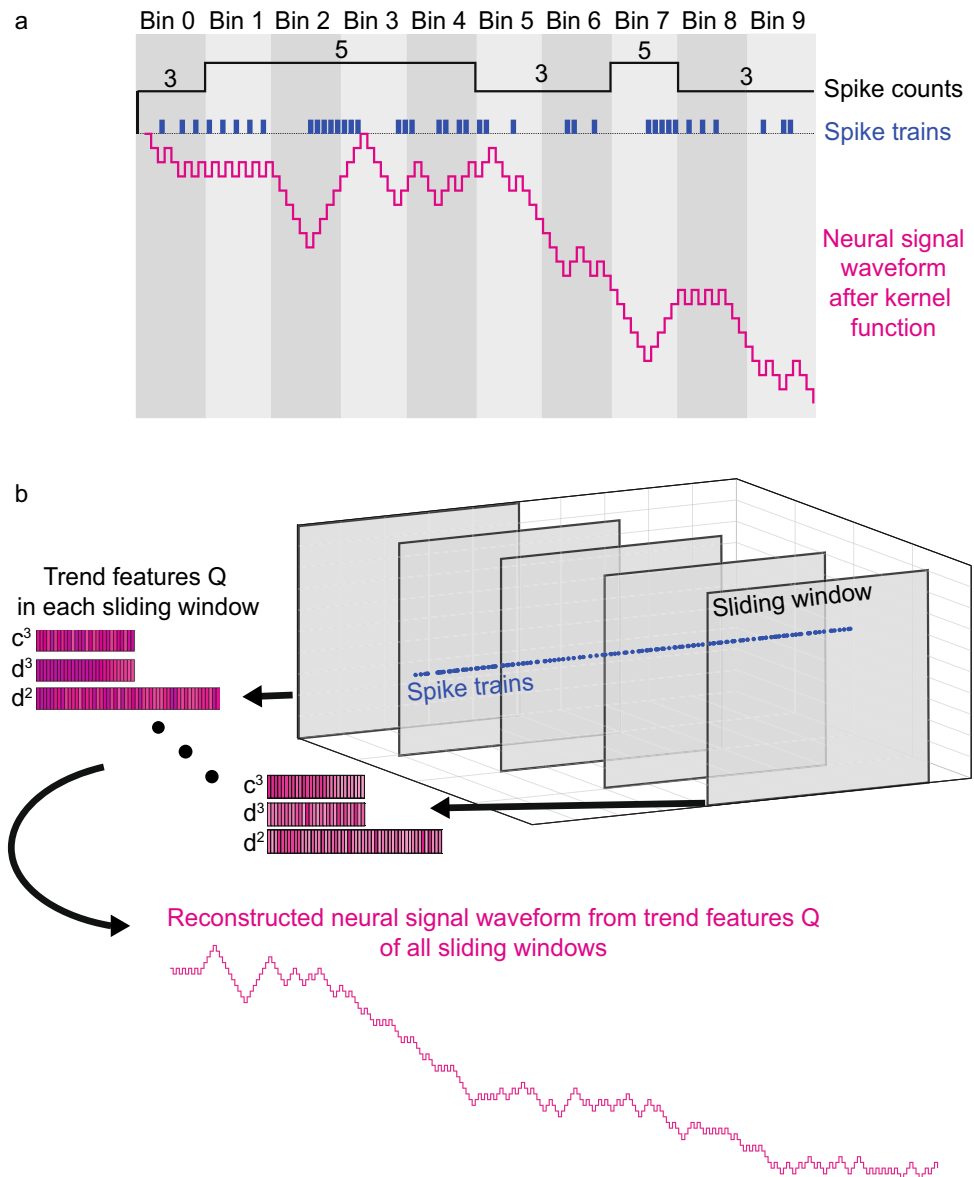 a
Bin 0 Bin 1 Bin 2 Bin 3 Bin 4 Bin 5 Bin 6 Bin 7 Bin 8 Bin 9
3
5
3
5
3
Spike counts
Spike trains
Neural signal
waveform
after kernel
function
b
Trend features Q
in each sliding window
c³
d³
d²
Sliding window
Spike trains
c³
d³
d²
Reconstructed neural signal waveform from trend features Q
of all sliding windows